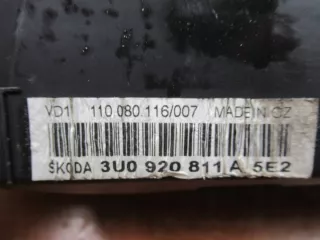 VD1 110.080.116/007 MADE IN CZ
ŠKODA 3U0 920 811 A 5E2